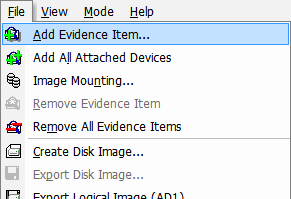 File View Mode Help
Add Evidence Item...
Add All Attached Devices
Image Mounting...
Remove Evidence Item
Remove All Evidence Items
Create Disk Image...
Export Disk Image...
Export Logical Image (AD1)